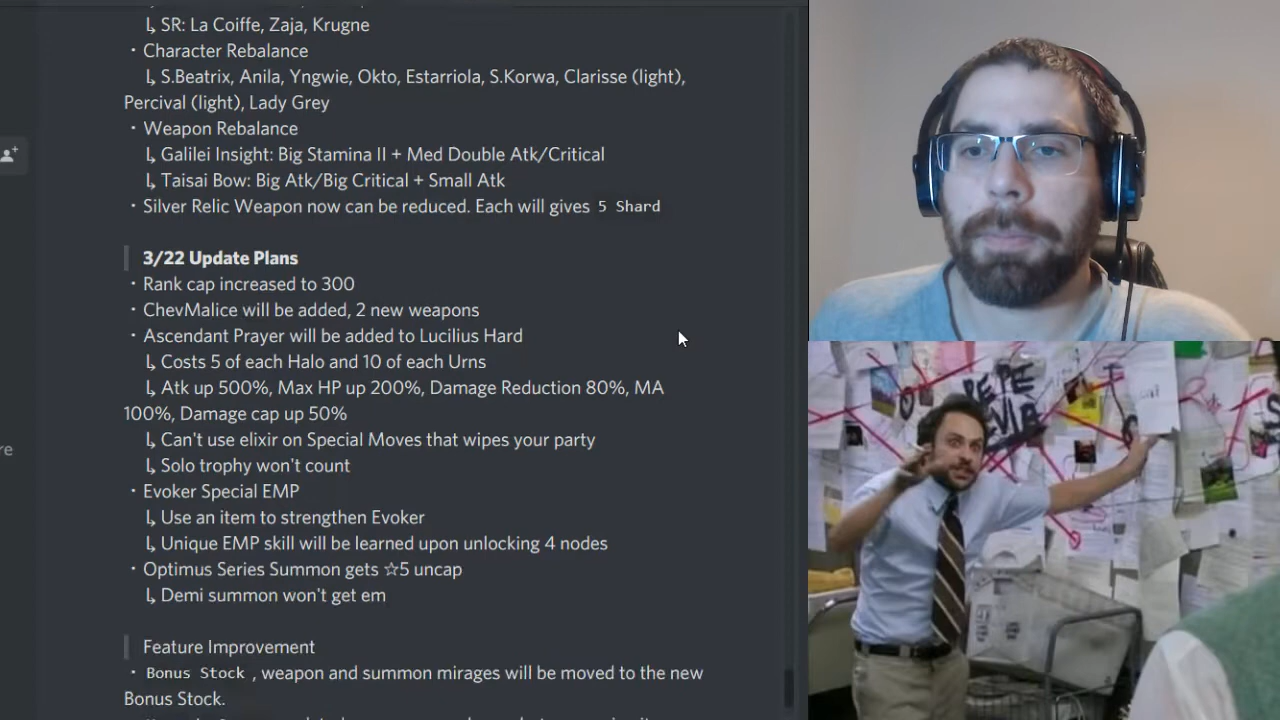 ↳ SR: La Coiffe, Zaja, Krugne
・Character Rebalance
↳ S.Beatrix, Anila, Yngwie, Okto, Estarriola, S.Korwa, Clarisse (light),
Percival (light), Lady Grey
・Weapon Rebalance
↳ Galilei Insight: Big Stamina II + Med Double Atk/Critical
↳ Taisai Bow: Big Atk/Big Critical + Small Atk
・Silver Relic Weapon now can be reduced. Each will gives 5 Shard
3/22 Update Plans
・Rank cap increased to 300
・ChevMalice will be added, 2 new weapons
・Ascendant Prayer will be added to Lucilius Hard
↳ Costs 5 of each Halo and 10 of each Urns
↳ Atk up 500%, Max HP up 200%, Damage Reduction 80%, MA
100%, Damage cap up 50%
↳ Can't use elixir on Special Moves that wipes your party
↳ Solo trophy won't count
・Evoker Special EMP
↳ Use an item to strengthen Evoker
↳ Unique EMP skill will be learned upon unlocking 4 nodes
・Optimus Series Summon gets ☆5 uncap
↳ Demi summon won't get em
Feature Improvement
・Bonus Stock , weapon and summon mirages will be moved to the new
Bonus Stock.
re
PEPE